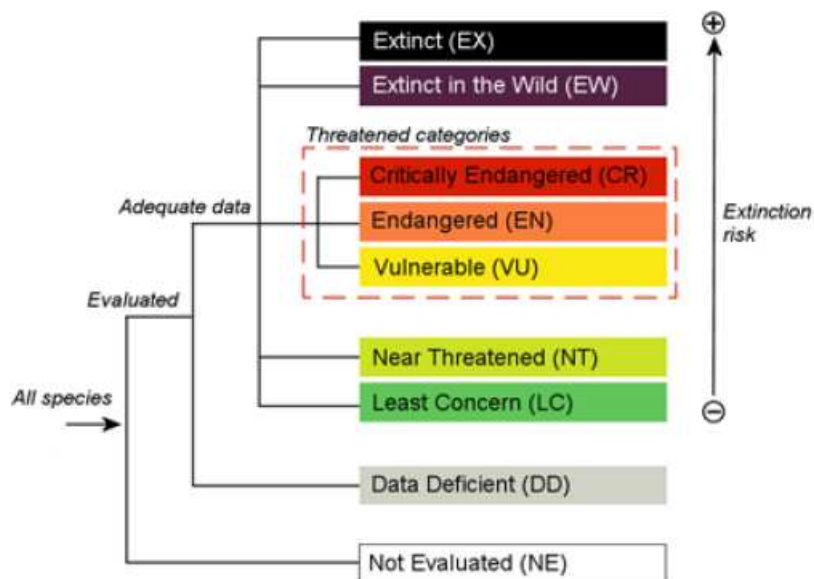 Extinct (EX)
Extinct in the Wild (EW)
Threatened categories
Critically Endangered (CR)
Adequate data
Endangered (EN)
Extinction
risk
Vulnerable (VU)
Evaluated
Near Threatened (NT)
All species
Least Concern (LC)
Data Deficient (DD)
Not Evaluated (NE)